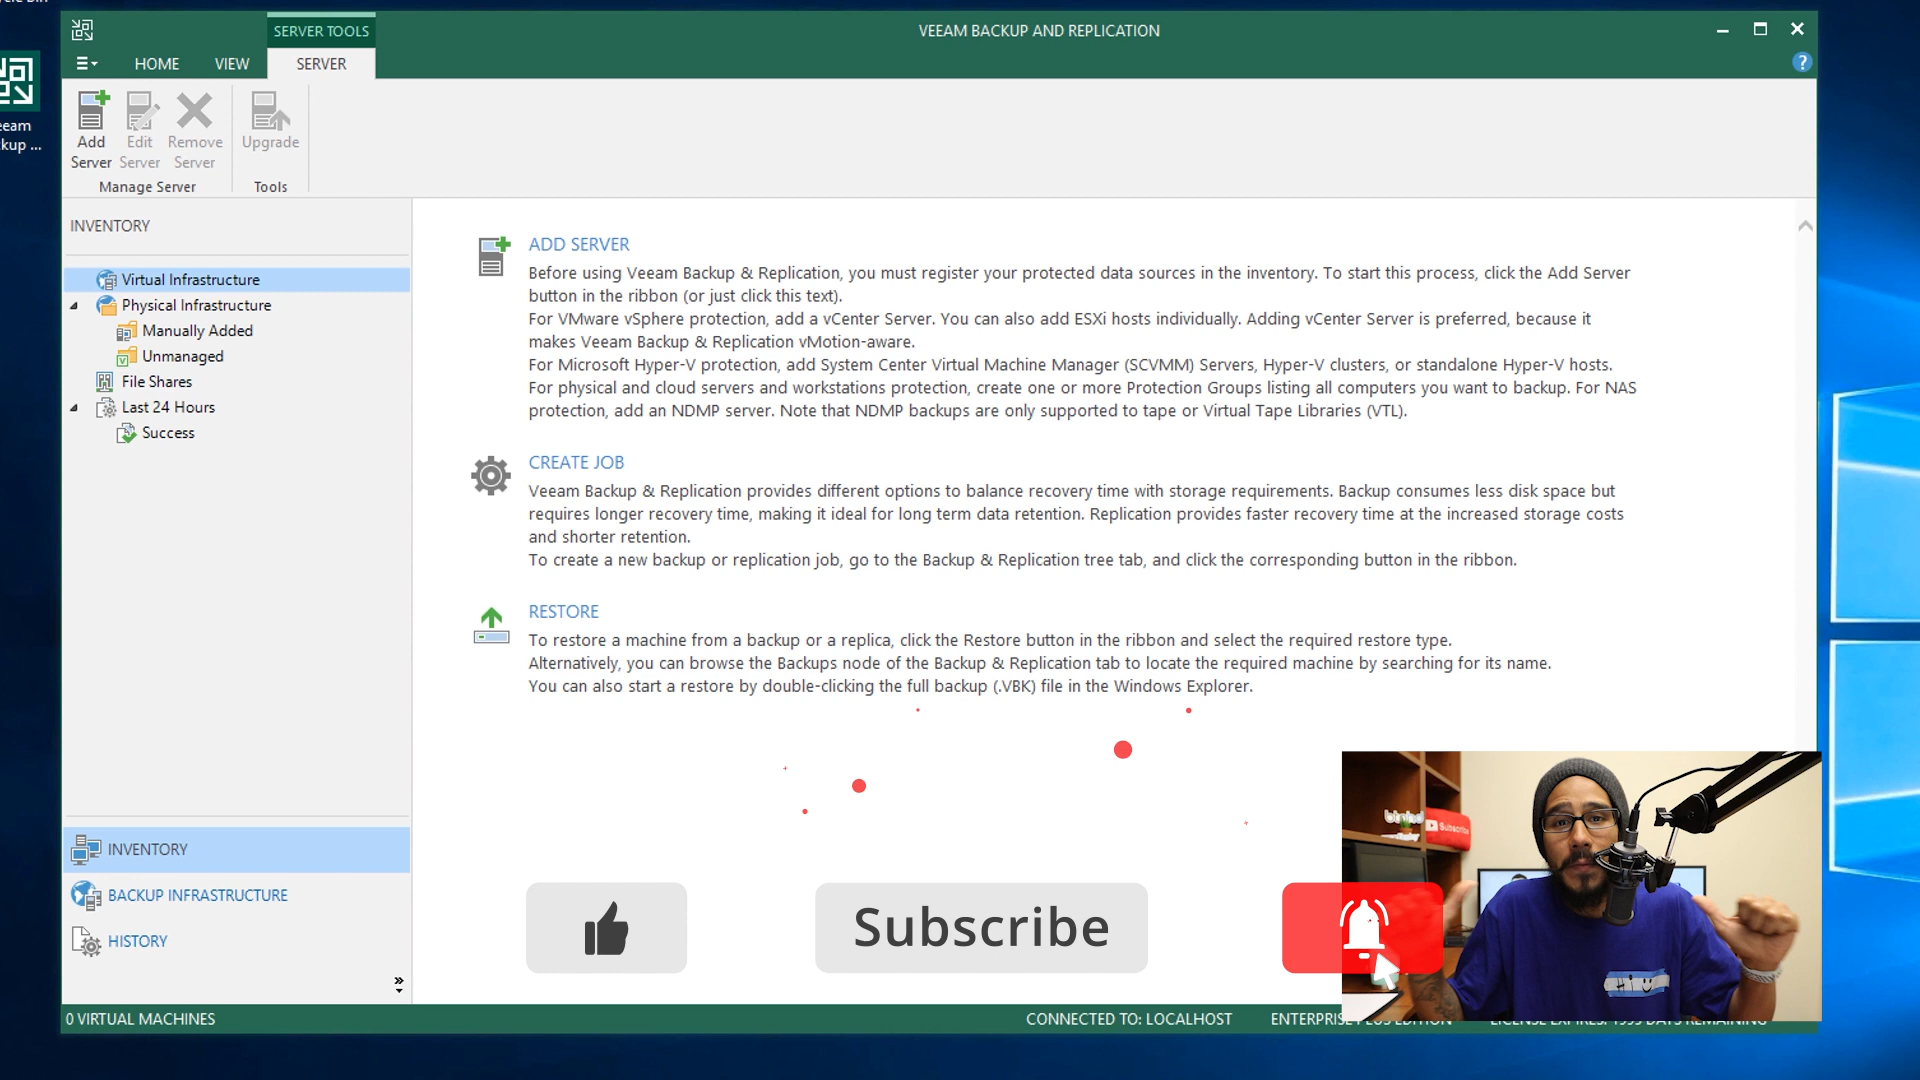 SERVER TOOLS
VEEAM BACKUP AND REPLICATION
HOME
VIEW
SERVER
Add Server
Edit Server
Remove Server
Upgrade
Manage Server
Tools
eeam
kup ...
INVENTORY
Virtual Infrastructure
Physical Infrastructure
Manually Added
Unmanaged
File Shares
Last 24 Hours
Success
ADD SERVER
Before using Veeam Backup & Replication, you must register your protected data sources in the inventory. To start this process, click the Add Server
button in the ribbon (or just click this text).
For VMware vSphere protection, add a vCenter Server. You can also add ESXi hosts individually. Adding vCenter Server is preferred, because it
makes Veeam Backup & Replication vMotion-aware.
For Microsoft Hyper-V protection, add System Center Virtual Machine Manager (SCVMM) Servers, Hyper-V clusters, or standalone Hyper-V hosts.
For physical and cloud servers and workstations protection, create one or more Protection Groups listing all computers you want to backup. For NAS
protection, add an NDMP server. Note that NDMP backups are only supported to tape or Virtual Tape Libraries (VTL).
CREATE JOB
Veeam Backup & Replication provides different options to balance recovery time with storage requirements. Backup consumes less disk space but
requires longer recovery time, making it ideal for long term data retention. Replication provides faster recovery time at the increased storage costs
and shorter retention.
To create a new backup or replication job, go to the Backup & Replication tree tab, and click the corresponding button in the ribbon.
RESTORE
To restore a machine from a backup or a replica, click the Restore button in the ribbon and select the required restore type.
Alternatively, you can browse the Backups node of the Backup & Replication tab to locate the required machine by searching for its name.
You can also start a restore by double-clicking the full backup (.VBK) file in the Windows Explorer.
INVENTORY
BACKUP INFRASTRUCTURE
HISTORY
Subscribe
btnhd
Subscribe
0 VIRTUAL MACHINES
CONNECTED TO: LOCALHOST
ENTERPRISE PLUS EDITION
LICENSE EXPIRES: DAYS REMAINING